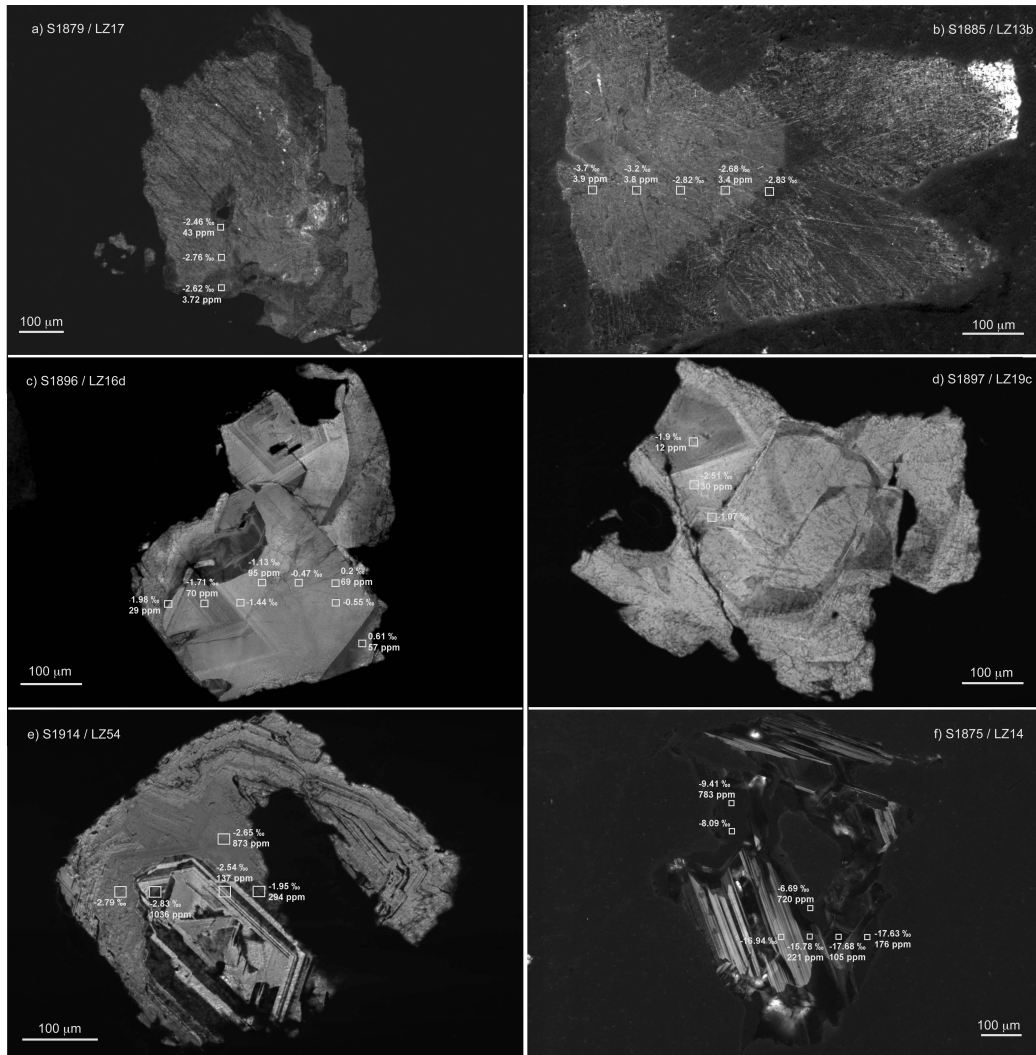 a) S1879 / LZ17
-2.46 ‰
43 ppm
-2.76 ‰
-2.62 ‰
3.72 ppm
100 µm
b) S1885 / LZ13b
-3.7 ‰
3.9 ppm
-3.2 ‰
3.8 ppm
-2.82 ‰
-2.68 ‰
3.4 ppm
-2.83 ‰
100 µm
c) S1896 / LZ16d
-1.98 ‰
29 ppm
-1.71 ‰
70 ppm
-1.13 ‰
95 ppm
-1.44 ‰
-0.47 ‰
0.2 ‰
69 ppm
-0.55 ‰
0.61 ‰
57 ppm
100 µm
d) S1897 / LZ19c
-1.9 ‰
12 ppm
-2.51 ‰
30 ppm
-1.07 ‰
100 µm
e) S1914 / LZ54
-2.65 ‰
873 ppm
-2.54 ‰
137 ppm
-1.95 ‰
294 ppm
-2.79 ‰
-2.83 ‰
1036 ppm
100 µm
f) S1875 / LZ14
-9.41 ‰
783 ppm
-8.09 ‰
-6.69 ‰
720 ppm
-16.94 ‰
-15.78 ‰
221 ppm
-17.68 ‰
105 ppm
-17.63 ‰
176 ppm
100 µm